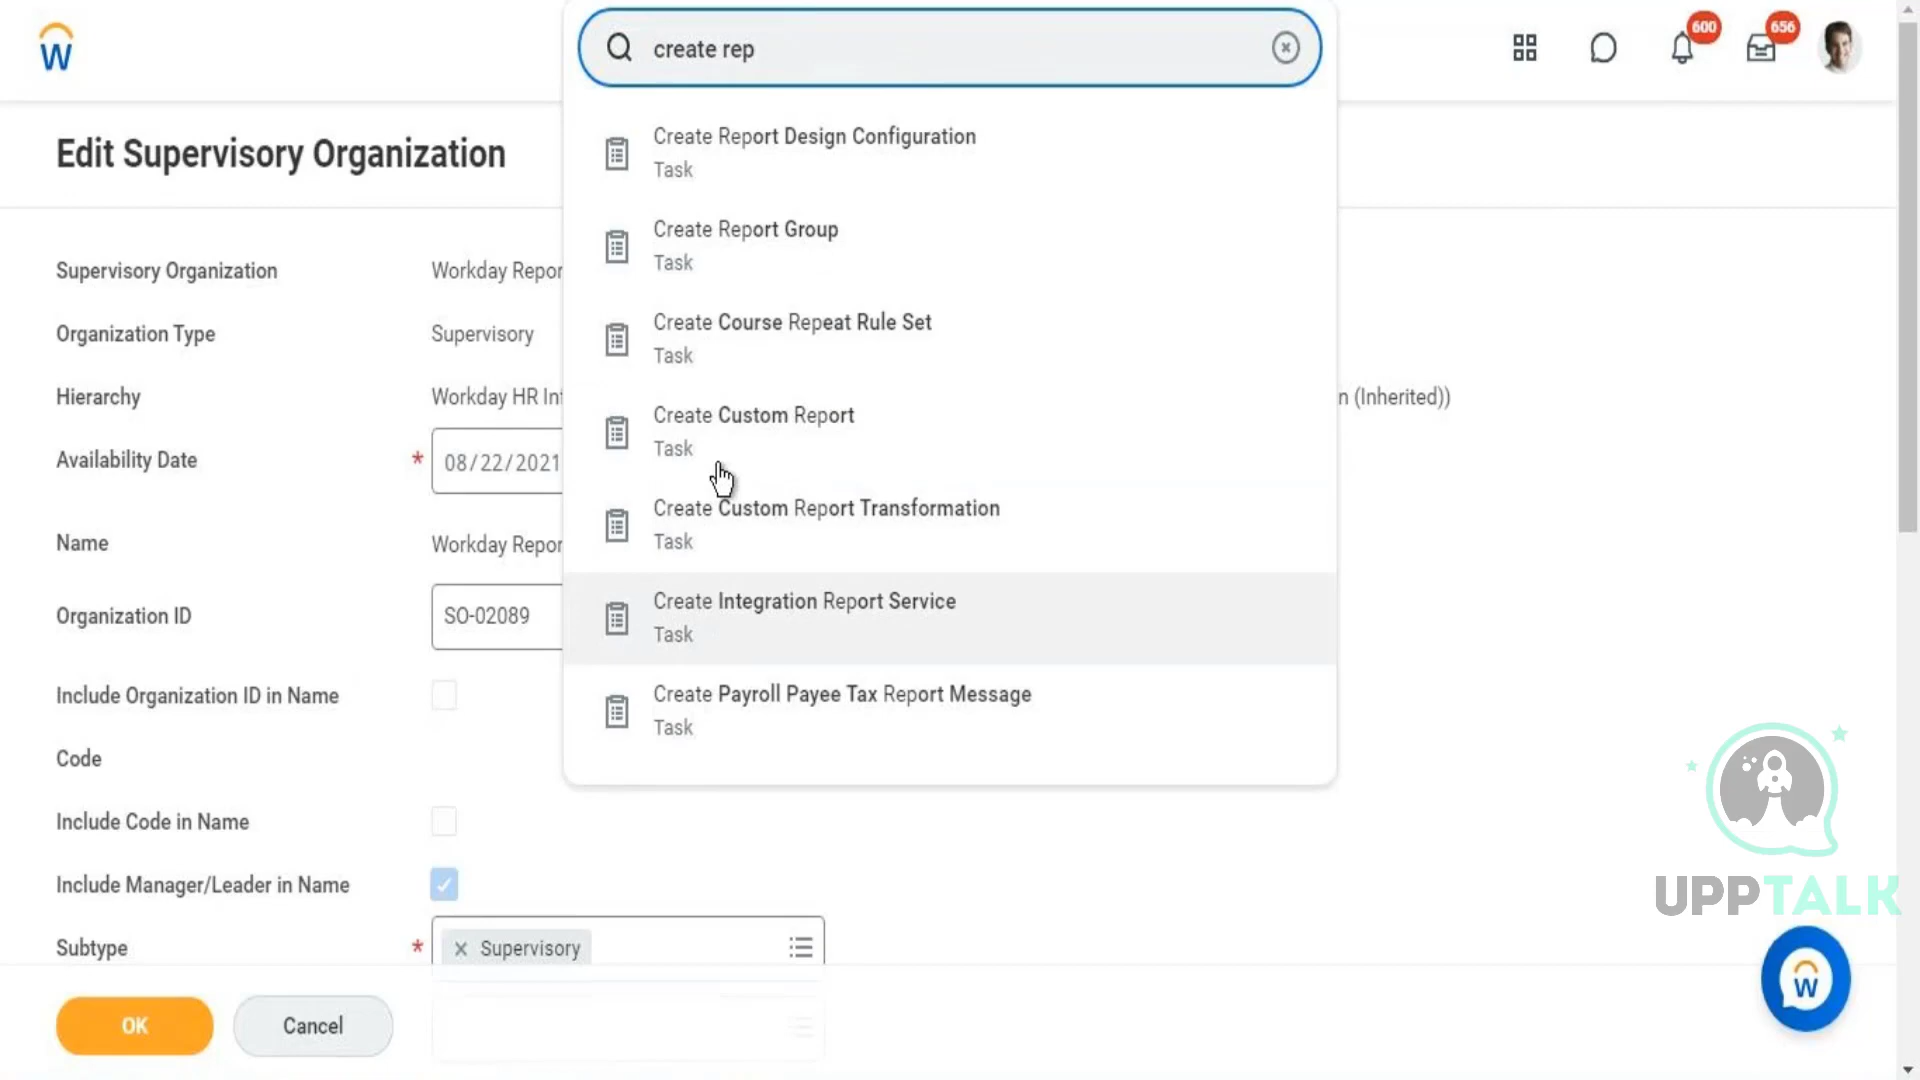 W
create rep
600
656
Edit Supervisory Organization
Create Report Design Configuration
Task
Create Report Group
Task
Create Course Repeat Rule Set
Task
Create Custom Report
Task
Create Custom Report Transformation
Task
Create Integration Report Service
Task
Create Payroll Payee Tax Report Message
Task
Supervisory Organization
Workday Repor
Organization Type
Supervisory
Hierarchy
Workday HR Inf
n (Inherited))
Availability Date
* 08/22/2021
Name
Workday Repor
Organization ID
SO-02089
Include Organization ID in Name
Code
Include Code in Name
Include Manager/Leader in Name
Subtype
* × Supervisory
OK
Cancel
UPPTALK
W